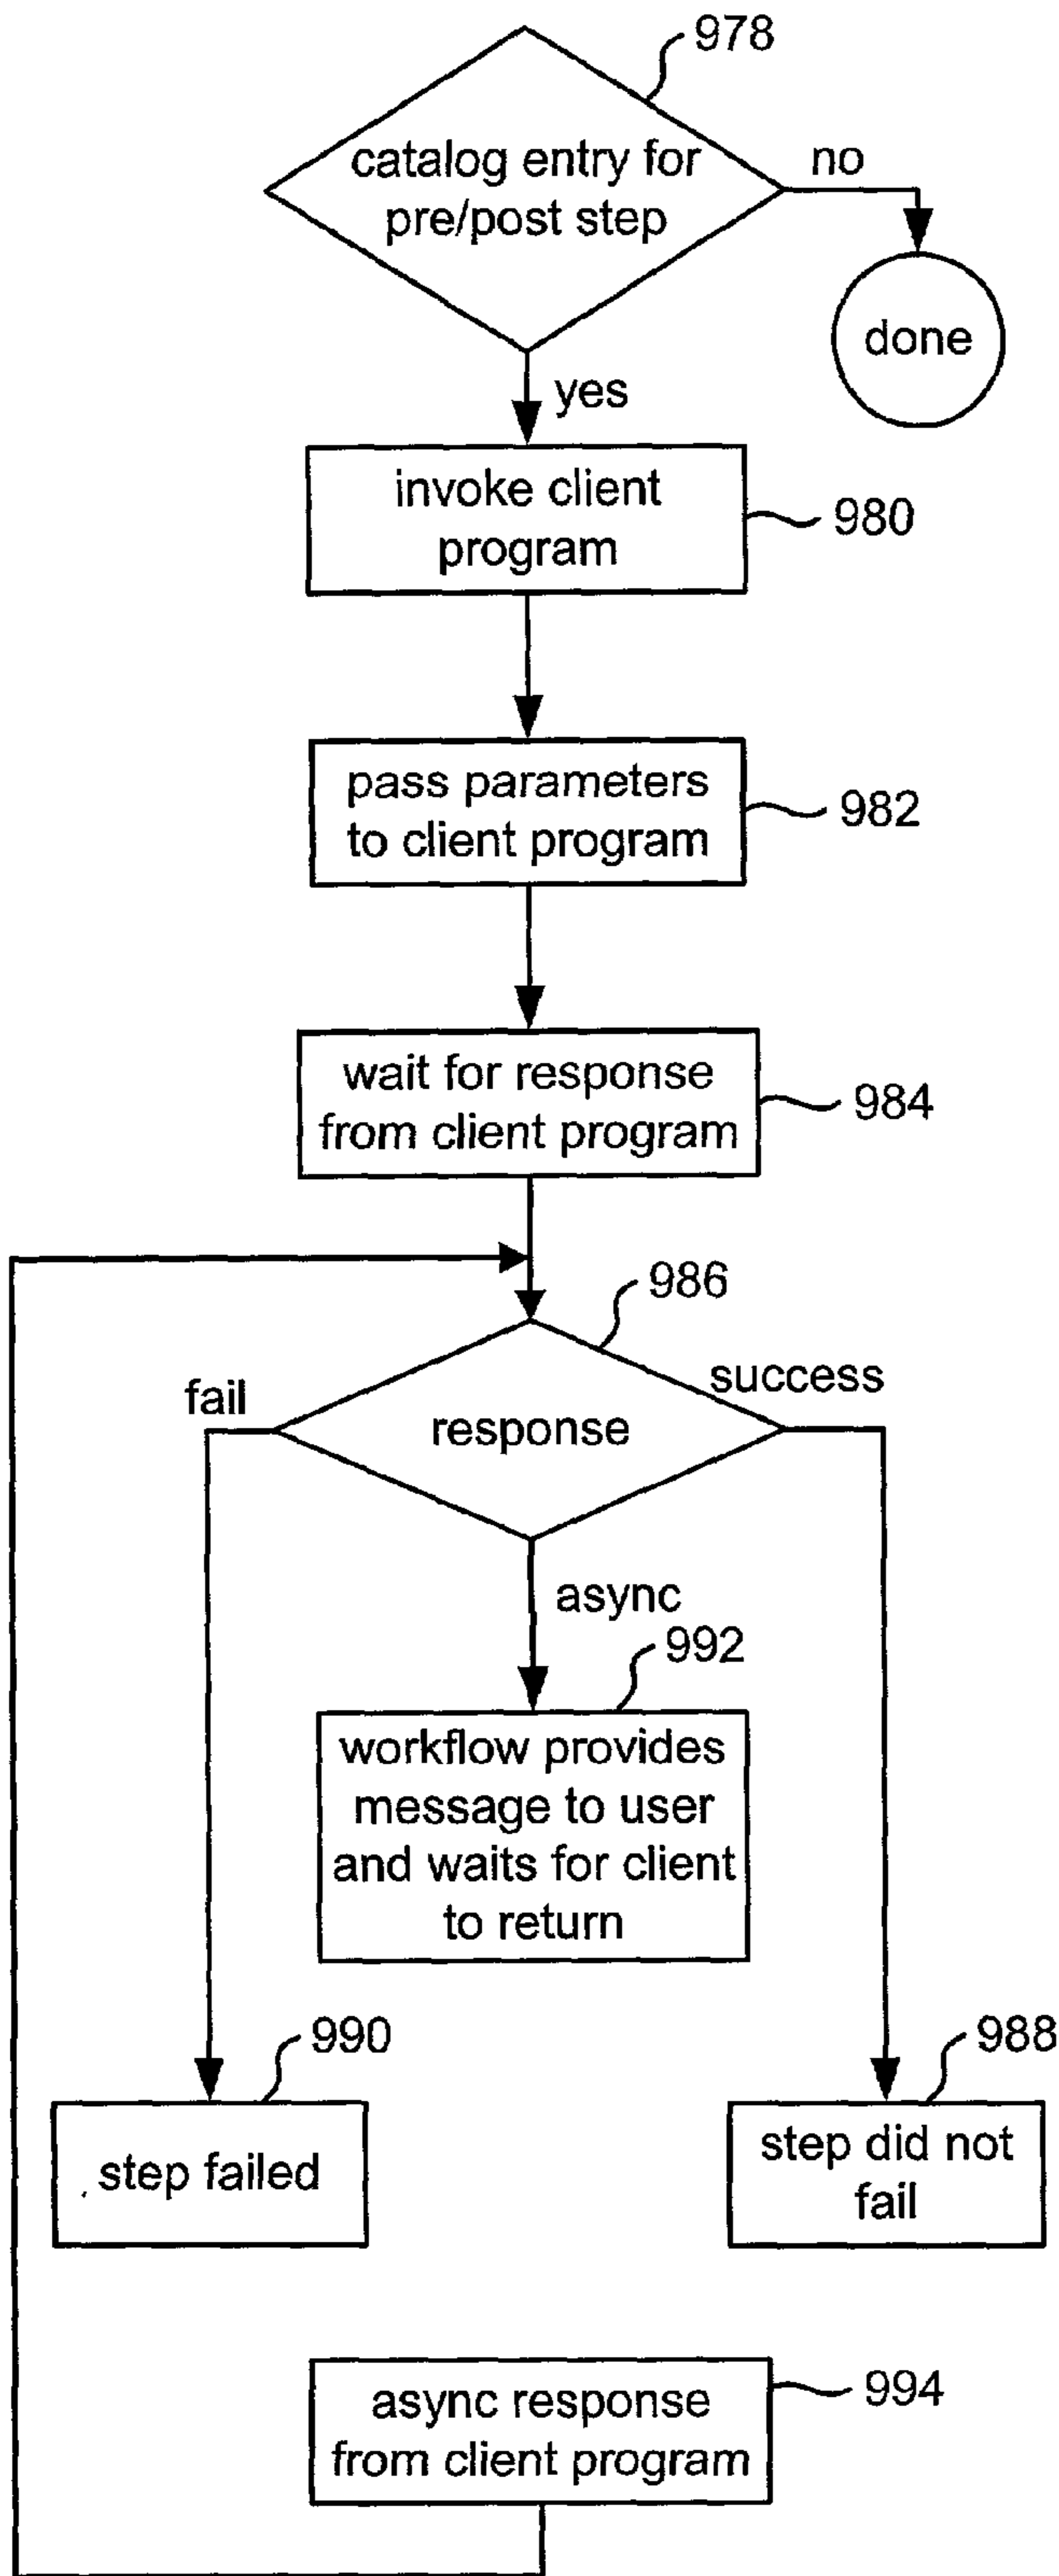 978
catalog entry for
pre/post step
no
done
yes
invoke client
program
980
pass parameters
to client program
982
wait for response
from client program
984
986
fail
success
response
async
992
workflow provides
message to user
and waits for client
to return
990
988
step failed
step did not
fail
async response
from client program
994